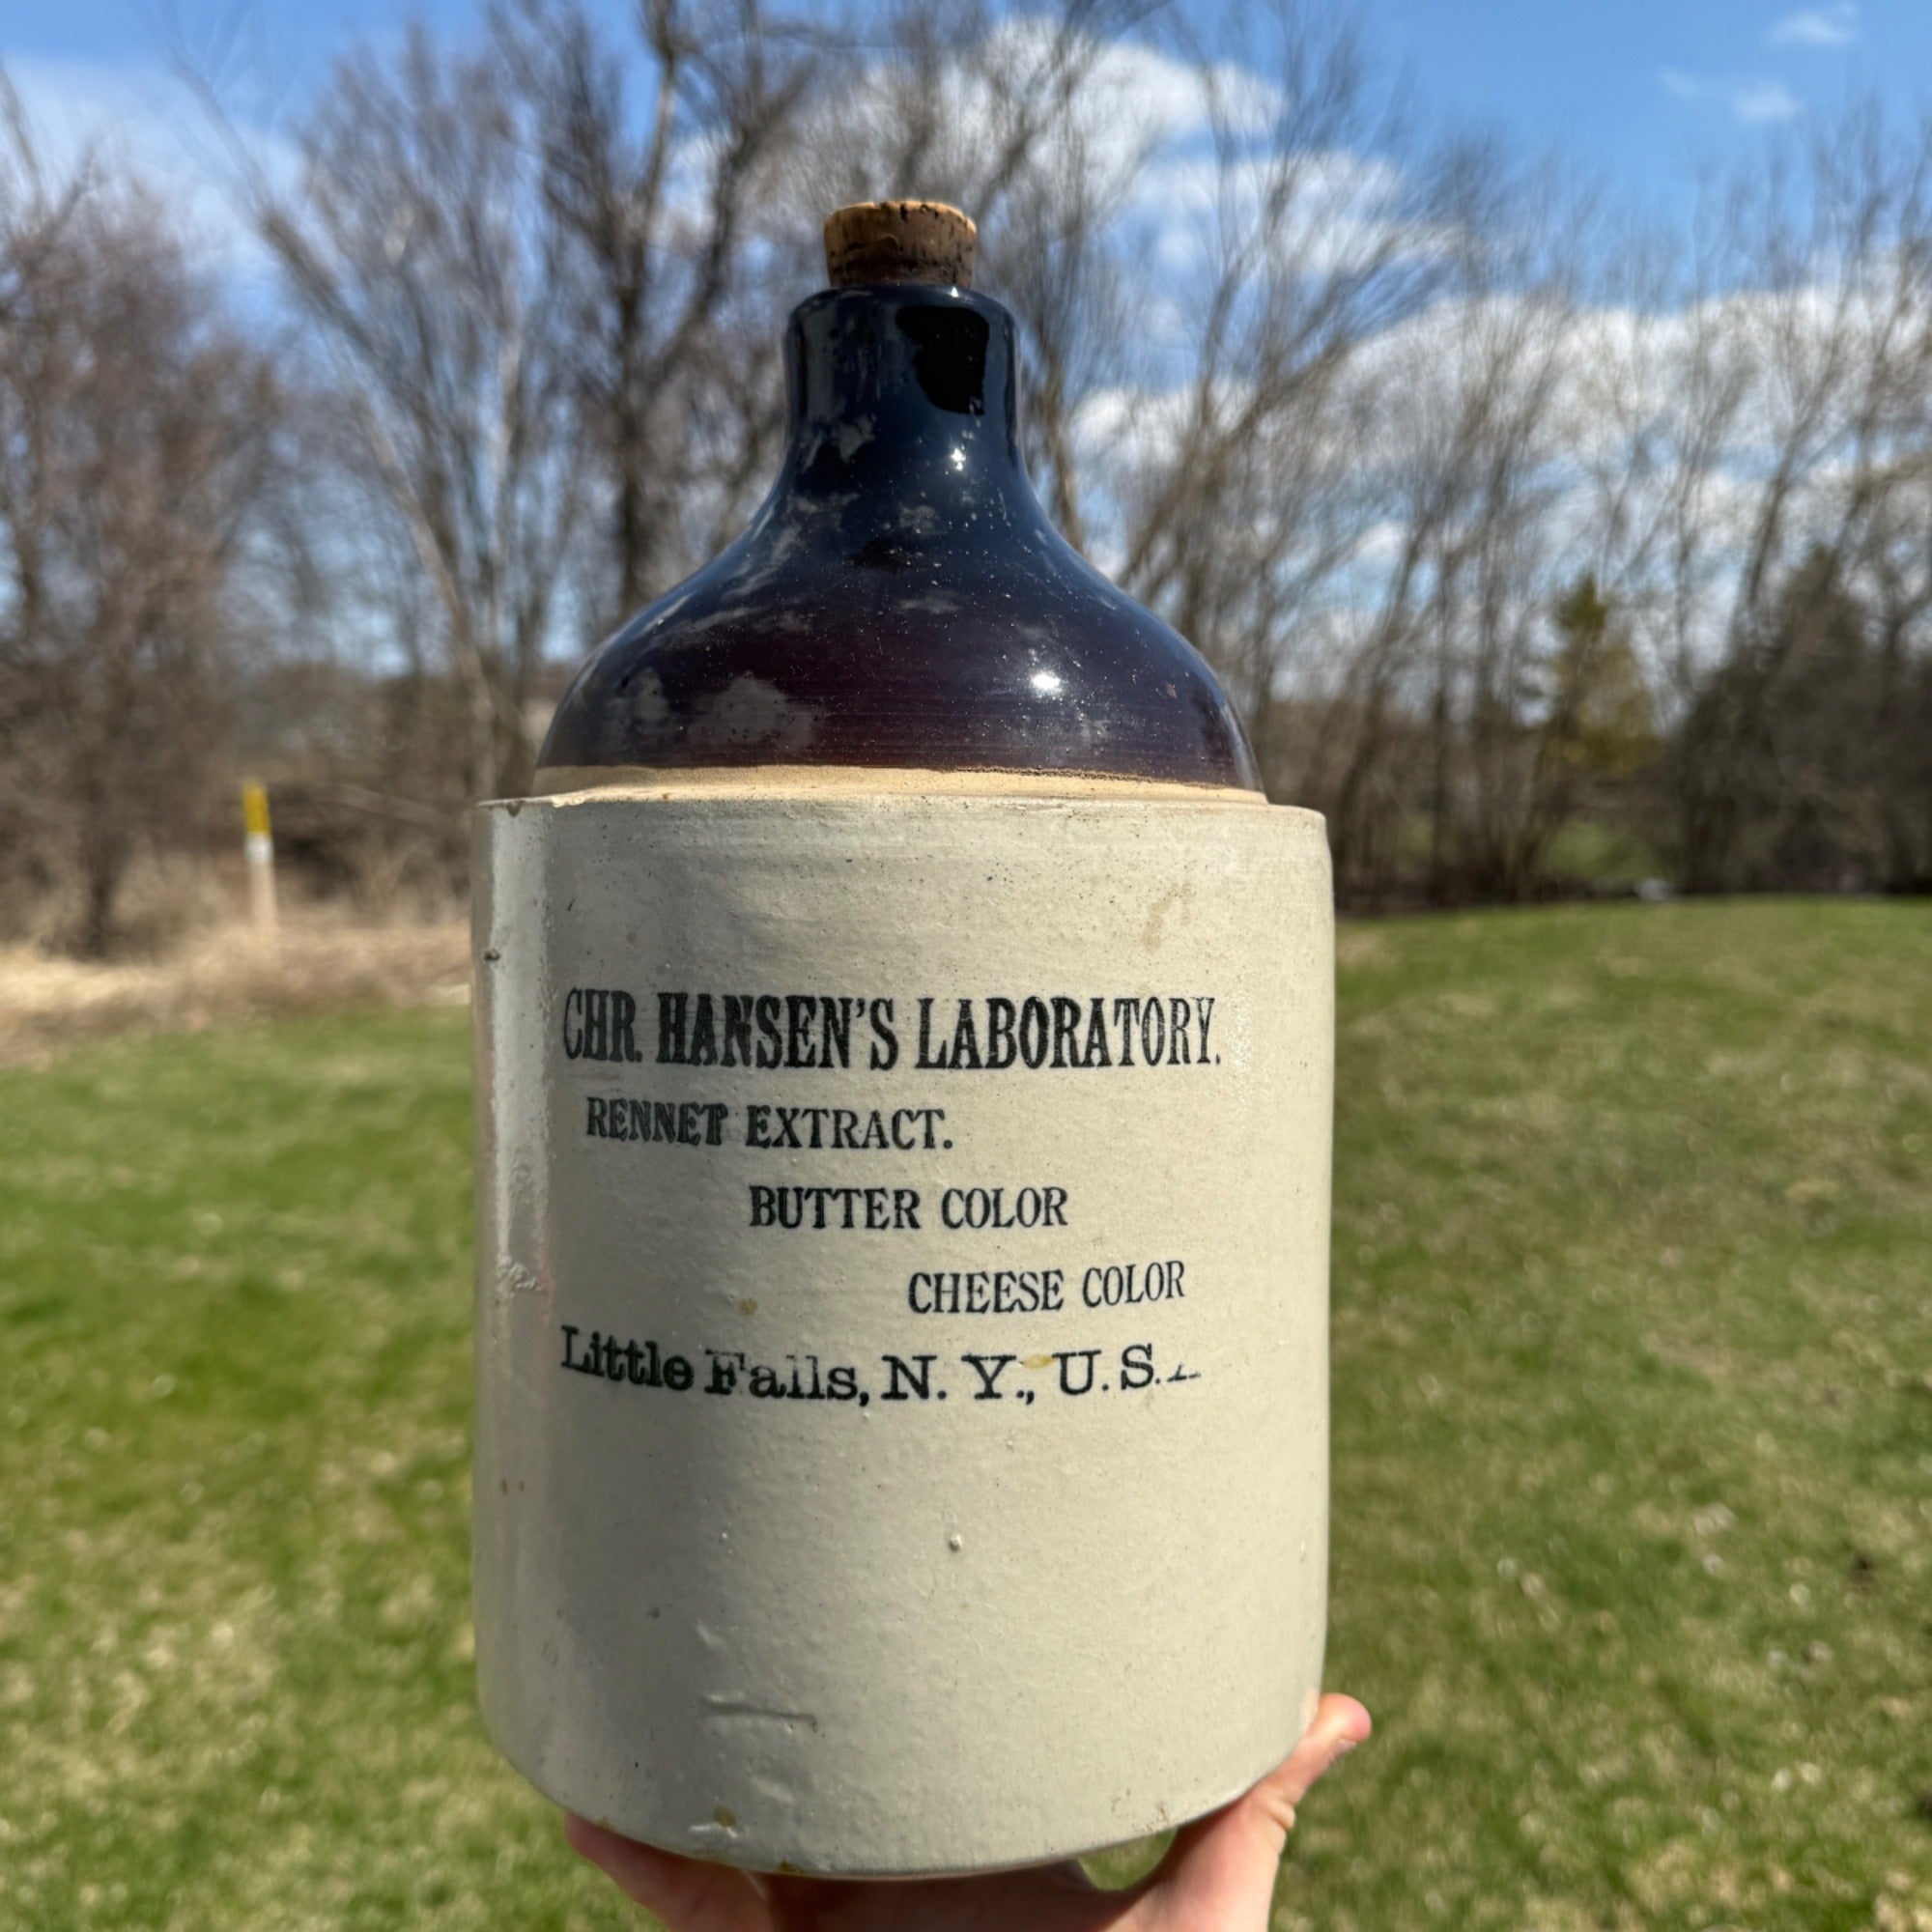 CHR. HANSEN'S LABORATORY.
RENNET EXTRACT.
BUTTER COLOR
CHEESE COLOR
Little Falls, N. Y., U. S.